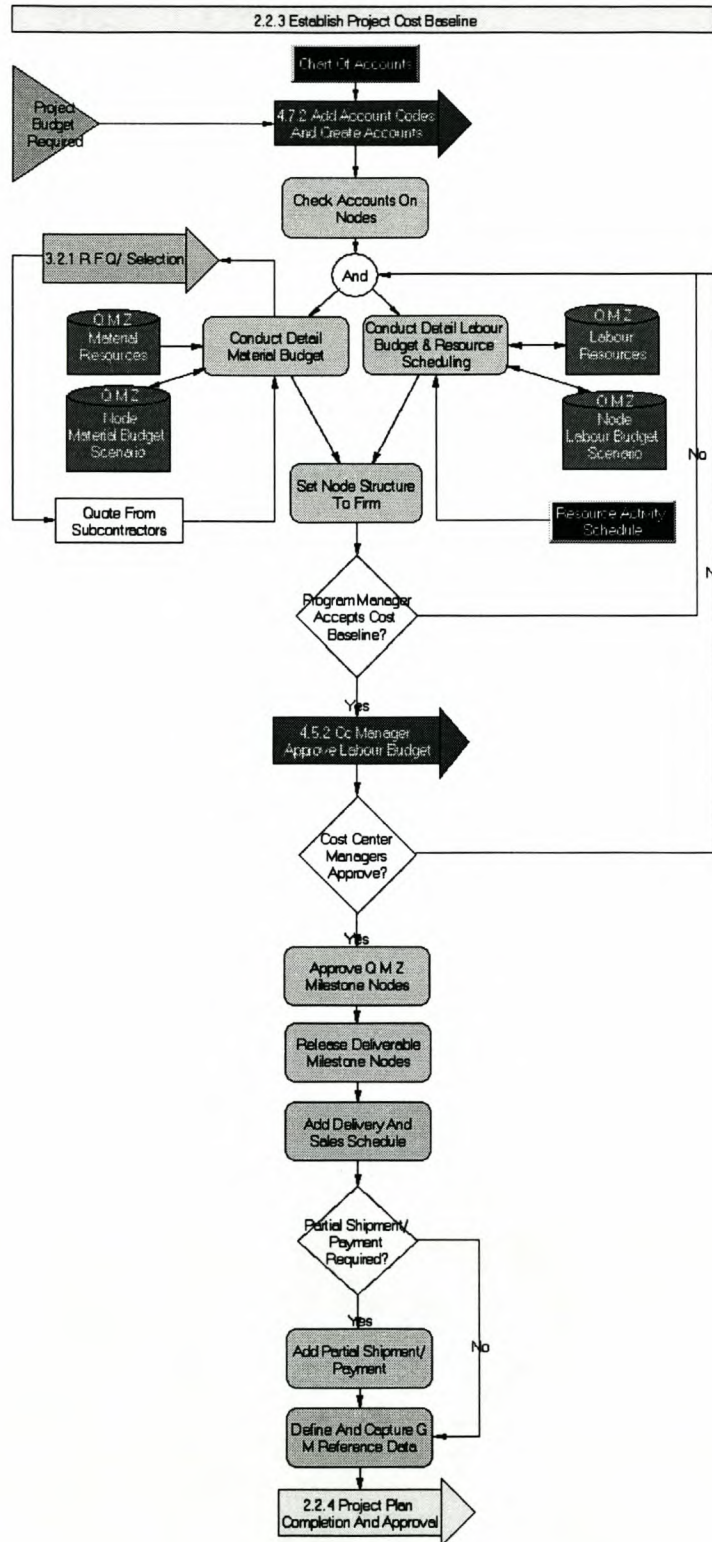 2.2.3 Establish Project Cost Baseline
Chart Of Accounts
Project
Budget
Required
4.7.2 Add Account Codes
And Create Accounts
Check Accounts On
Nodes
3.2.1 R F Q/ Selection
And
Q M Z
Material
Resources
Conduct Detail
Material Budget
Conduct Detail Labour
Budget & Resource
Scheduling
Q M Z
Labour
Resources
Q M Z
Node
Material Budget
Scenario
Q M Z
Node
Labour Budget
Scenario
No
Set Node Structure
To Firm
Quote From
Subcontractors
Resource Activity
Schedule
N
Program Manager
Accepts Cost
Baseline?
Yes
4.5.2 Cc Manager
Approve Labour Budget
Cost Center
Managers
Approve?
Yes
Approve Q M Z
Milestone Nodes
Release Deliverable
Milestone Nodes
Add Delivery And
Sales Schedule
Partial Shipment/
Payment
Required?
Yes
No
Add Partial Shipment/
Payment
Define And Capture G
M Reference Data
2.2.4 Project Plan
Completion And Approval